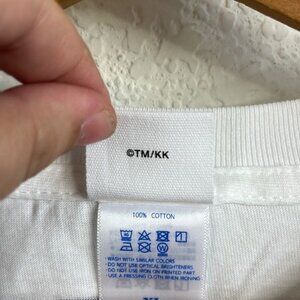 ©TM/KK
100% COTTON
WASH WITH SIMILAR COLORS
DO NOT USE OPTICAL BRIGHTENERS
DO NOT USE IRON ON PRINTED PART
USE A PRESSING CLOTH WHEN IRONING
XL